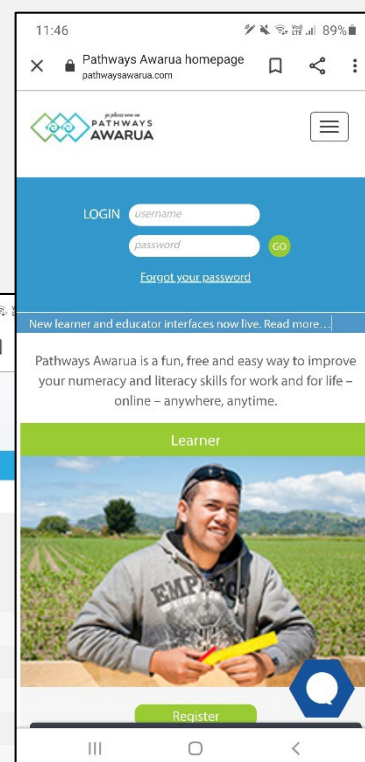 11:46
89%
Pathways Awarua homepage
pathwaysawarua.com
go places now on
PATHWAYS
AWARUA
LOGIN username
password GO
Forgot your password
New learner and educator interfaces now live. Read more…
Pathways Awarua is a fun, free and easy way to improve
your numeracy and literacy skills for work and for life –
online – anywhere, anytime.
Learner
Register